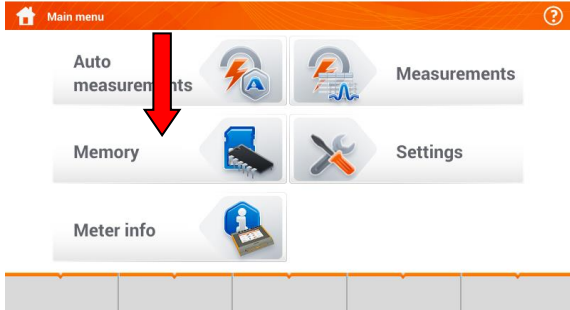 Main menu
?
Auto
measurements
Measurements
Memory
Settings
Meter info